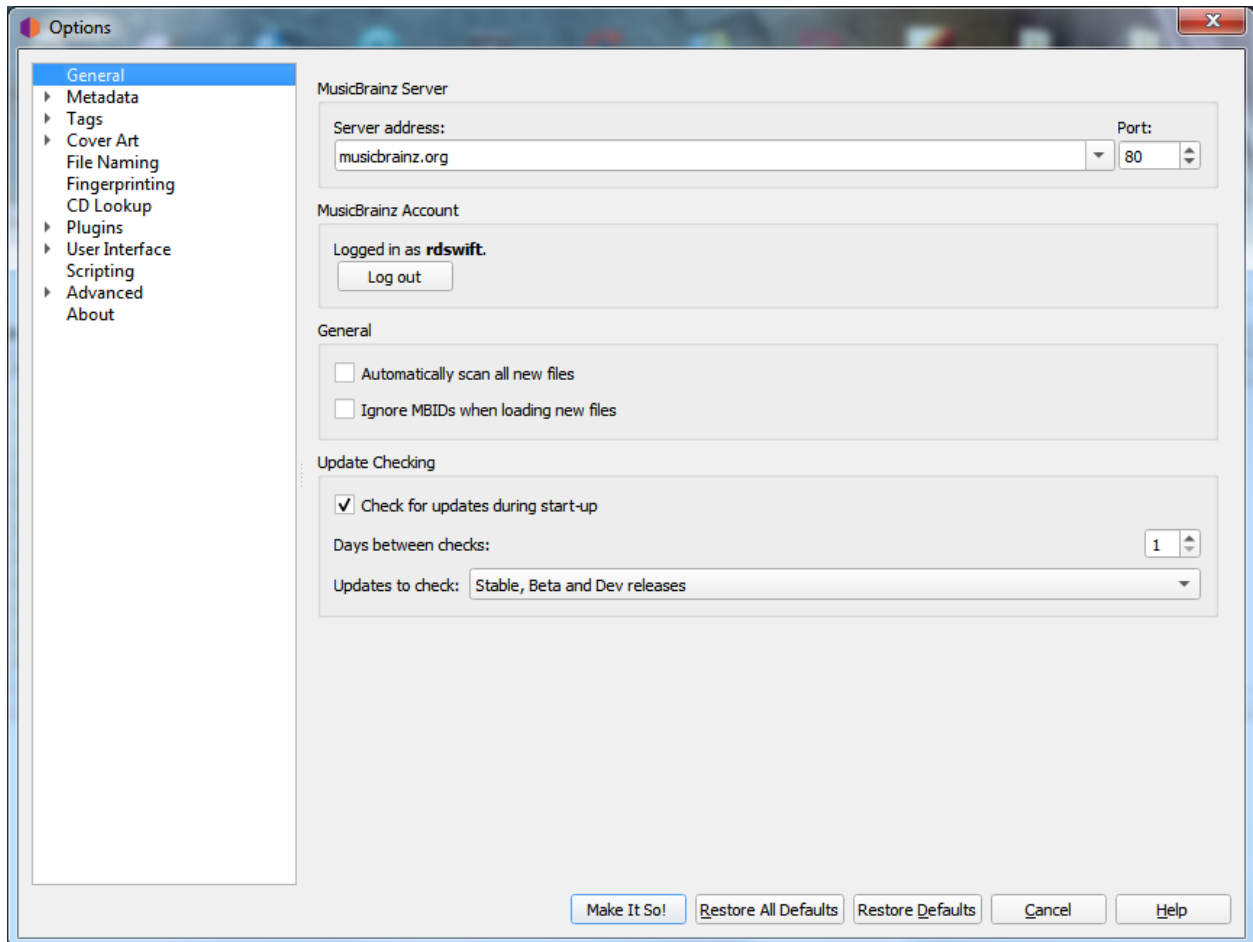 Options
General
Metadata
Tags
Cover Art
File Naming
Fingerprinting
CD Lookup
Plugins
User Interface
Scripting
Advanced
About
MusicBrainz Server
Server address: Port:
musicbrainz.org 80
MusicBrainz Account
Logged in as rdswift.
Log out
General
Automatically scan all new files
Ignore MBIDs when loading new files
Update Checking
Check for updates during start-up
Days between checks: 1
Updates to check: Stable, Beta and Dev releases
Make It So! Restore All Defaults Restore Defaults Cancel Help